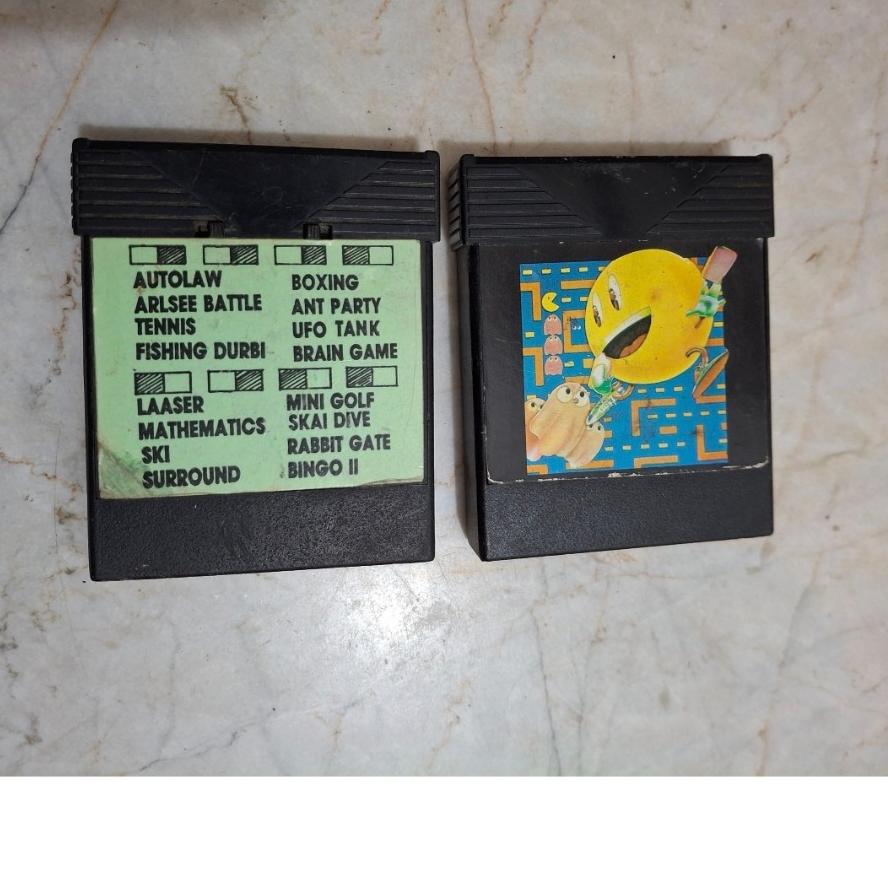 AUTOLAW
ARLSEE BATTLE
TENNIS
FISHING DURBI
BOXING
ANT PARTY
UFO TANK
BRAIN GAME
LAASER
MATHEMATICS
SKI
SURROUND
MINI GOLF
SKAI DIVE
RABBIT GATE
BINGO II